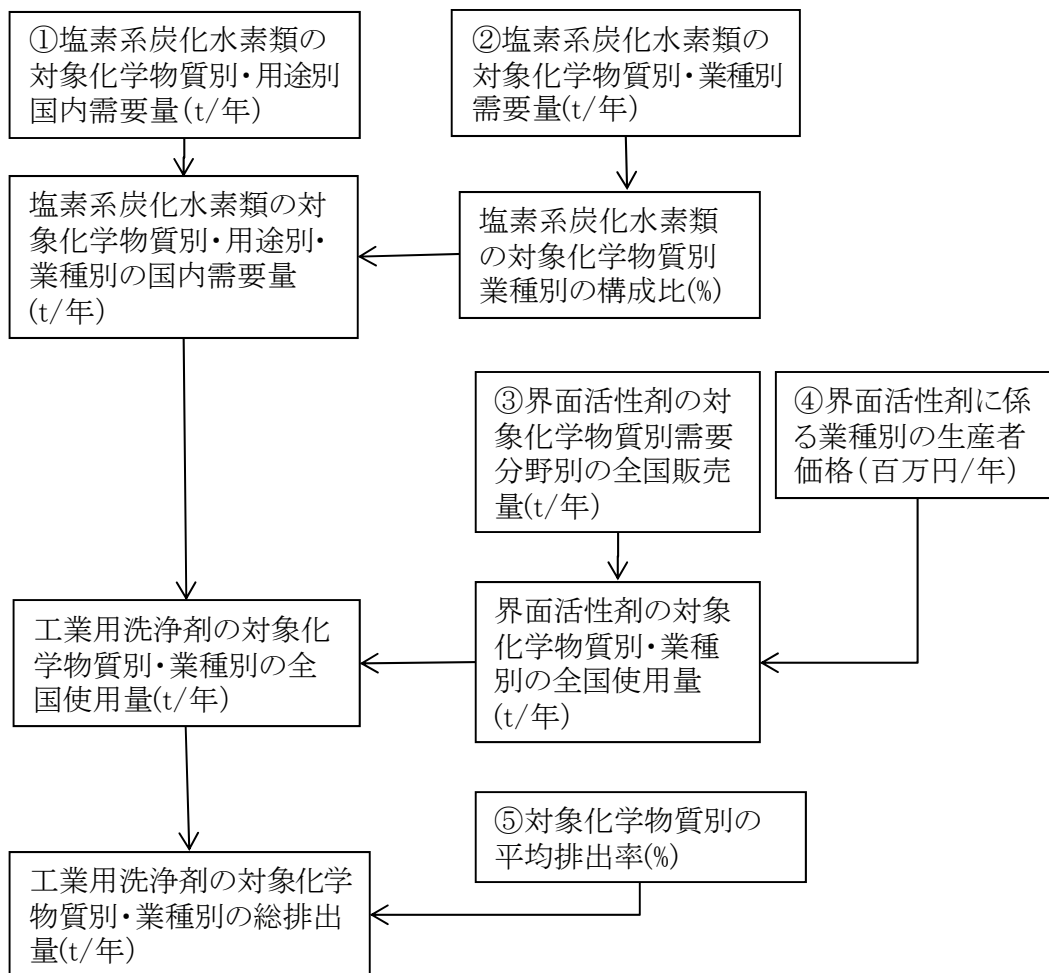 ①塩素系炭化水素類の
対象化学物質別・用途別
国内需要量(t/年)
②塩素系炭化水素類の
対象化学物質別・業種別
需要量(t/年)
塩素系炭化水素類の対
象化学物質別・用途別・
業種別の国内需要量
(t/年)
塩素系炭化水素類
の対象化学物質別
業種別の構成比(%)
③界面活性剤の対
象化学物質別需要
分野別の全国販売
量(t/年)
④界面活性剤に係
る業種別の生産者
価格(百万円/年)
工業用洗浄剤の対象化
学物質別・業種別の全
国使用量(t/年)
界面活性剤の対象
化学物質別・業種
別の全国使用量
(t/年)
⑤対象化学物質別の
平均排出率(%)
工業用洗浄剤の対象化学
物質別・業種別の総排出
量(t/年)